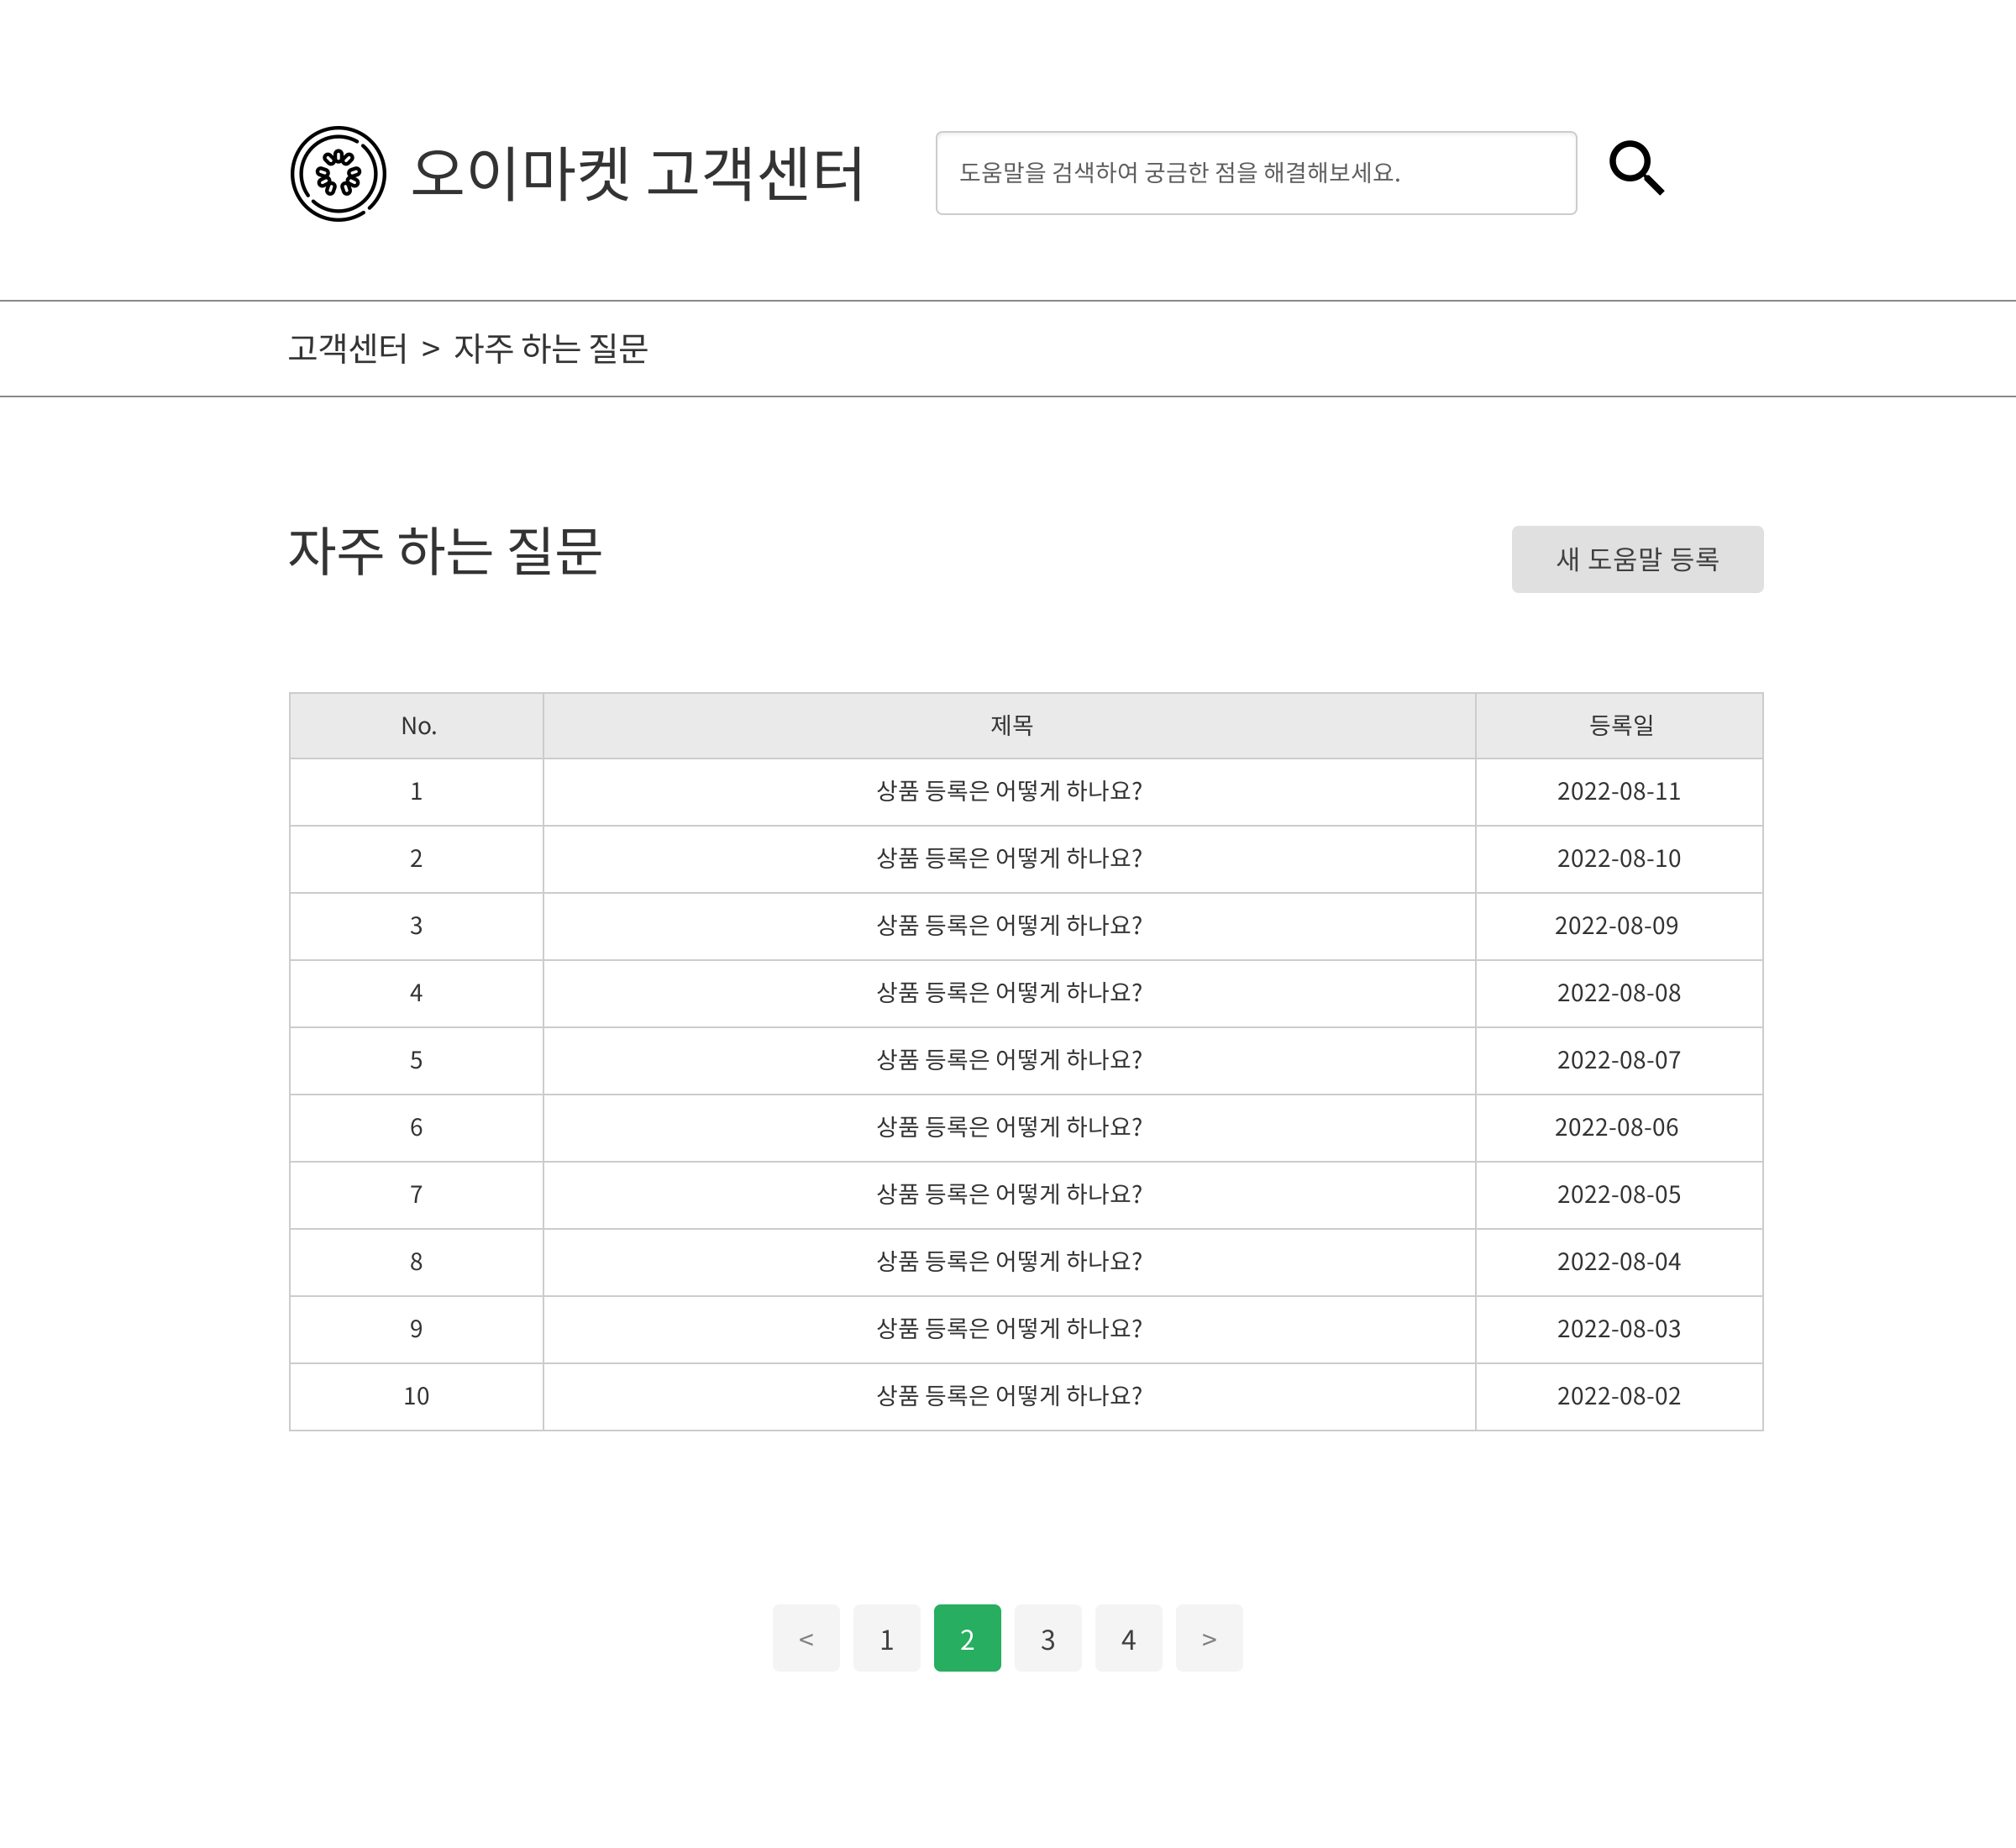 오이마켓 고객센터
도움말을 검색하여 궁금한 점을 해결해보세요.
고객센터 > 자주 하는 질문
자주 하는 질문
새 도움말 등록
No. 제목 등록일
1 상품 등록은 어떻게 하나요? 2022-08-11
2 상품 등록은 어떻게 하나요? 2022-08-10
3 상품 등록은 어떻게 하나요? 2022-08-09
4 상품 등록은 어떻게 하나요? 2022-08-08
5 상품 등록은 어떻게 하나요? 2022-08-07
6 상품 등록은 어떻게 하나요? 2022-08-06
7 상품 등록은 어떻게 하나요? 2022-08-05
8 상품 등록은 어떻게 하나요? 2022-08-04
9 상품 등록은 어떻게 하나요? 2022-08-03
10 상품 등록은 어떻게 하나요? 2022-08-02
< 1 2 3 4 >